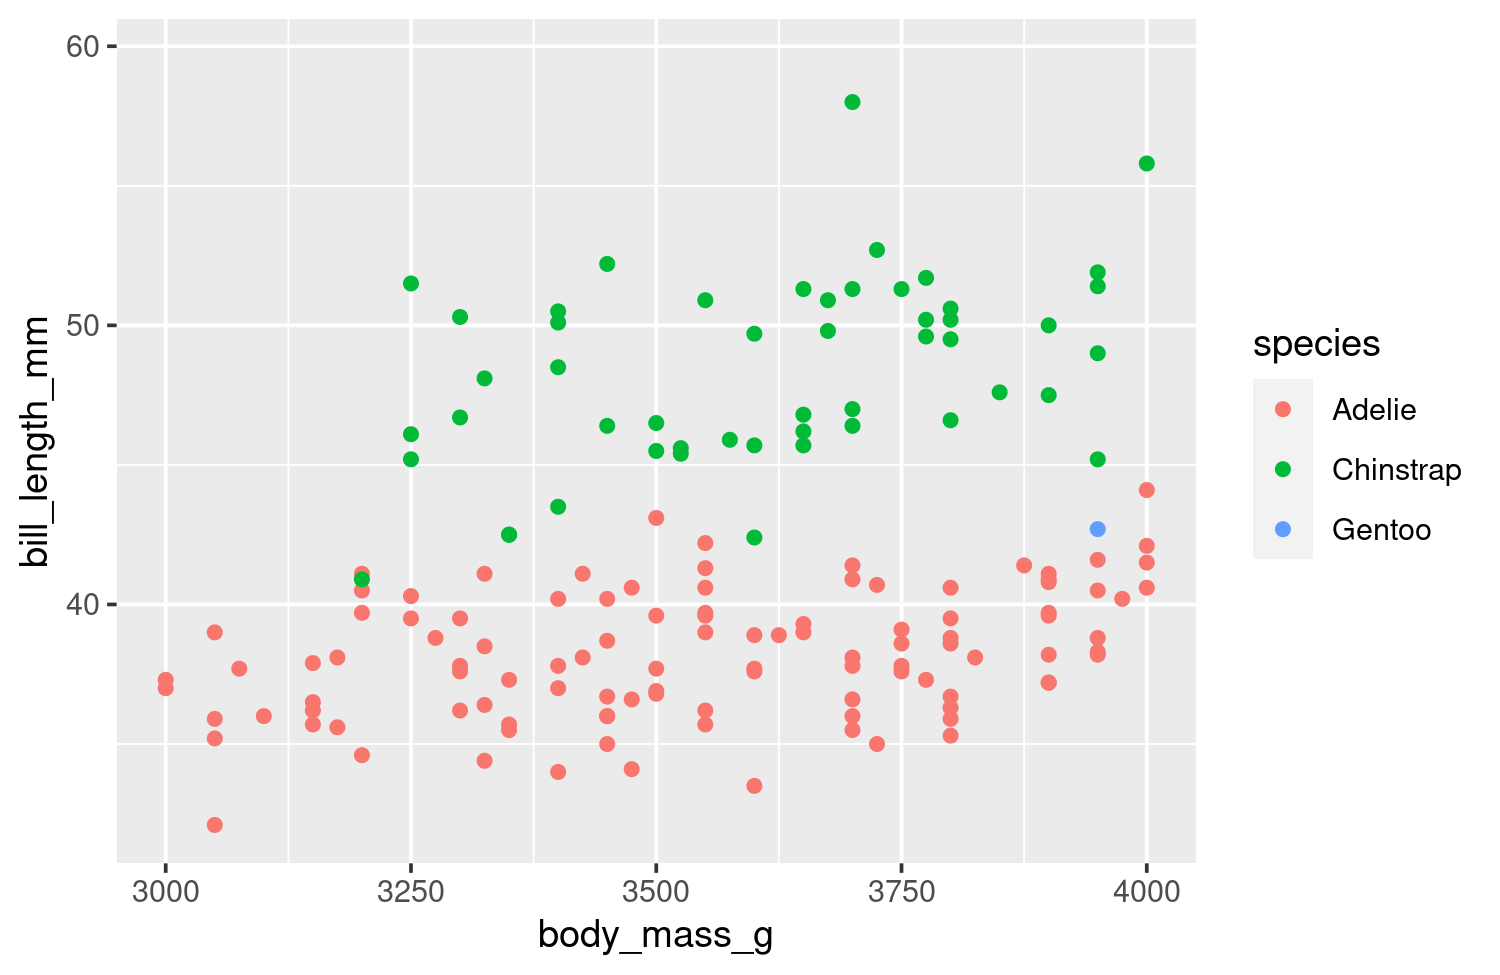 60
50
40
bill_length_mm
3000 3250 3500 3750 4000
body_mass_g
species
Adelie
Chinstrap
Gentoo